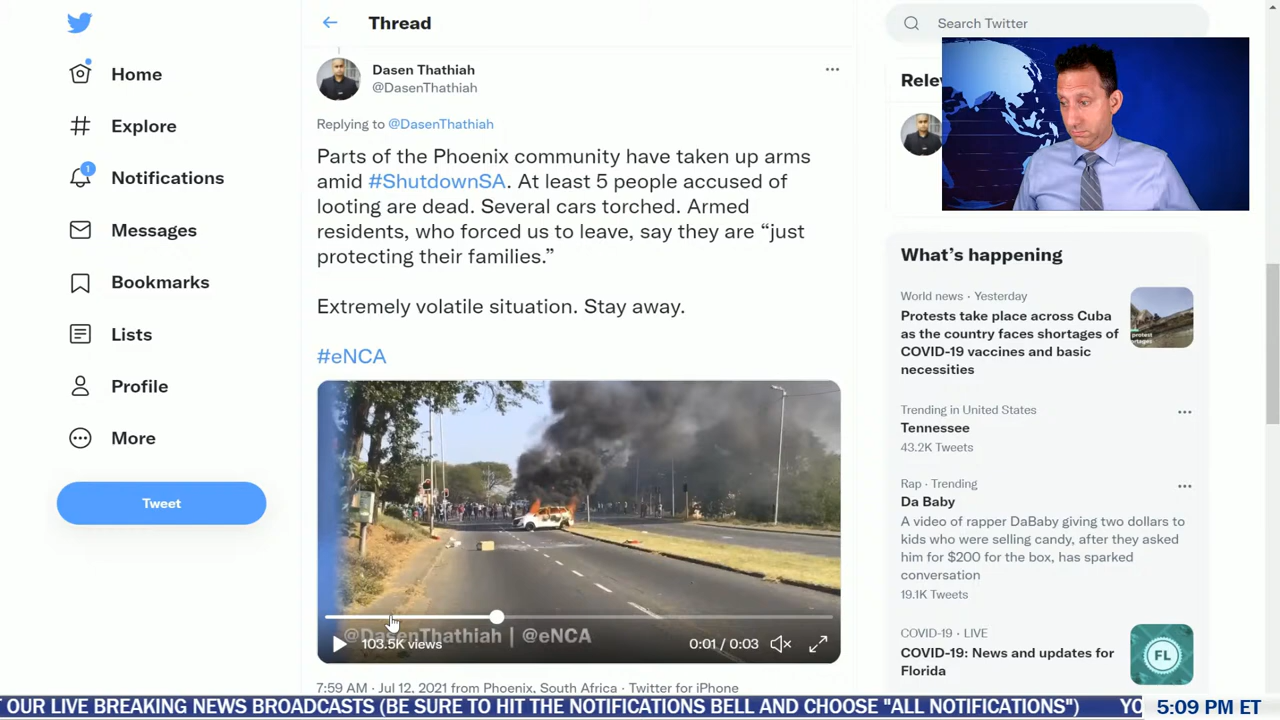 Home
Explore
1
Notifications
Messages
Bookmarks
Lists
Profile
More
Tweet
Thread
Dasen Thathiah
@DasenThathiah
Replying to @DasenThathiah
Parts of the Phoenix community have taken up arms
amid #ShutdownSA. At least 5 people accused of
looting are dead. Several cars torched. Armed
residents, who forced us to leave, say they are “just
protecting their families.”
Extremely volatile situation. Stay away.
#eNCA
@DasenThathiah | @eNCA
103.5K views
0:01 / 0:03
7:59 AM · Jul 12, 2021 from Phoenix, South Africa · Twitter for iPhone
Search Twitter
Rele
What’s happening
World news · Yesterday
Protests take place across Cuba
as the country faces shortages of
COVID-19 vaccines and basic
necessities
Trending in United States
Tennessee
43.2K Tweets
Rap · Trending
Da Baby
A video of rapper DaBaby giving two dollars to
kids who were selling candy, after they asked
him for $200 for the box, has sparked
conversation
19.1K Tweets
COVID-19 · LIVE
COVID-19: News and updates for
Florida
FL
OUR LIVE BREAKING NEWS BROADCASTS (BE SURE TO HIT THE NOTIFICATIONS BELL AND CHOOSE "ALL NOTIFICATIONS") YO
5:09 PM ET